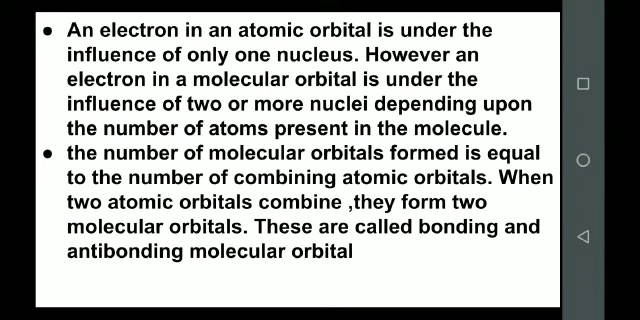 • An electron in an atomic orbital is under the
influence of only one nucleus. However an
electron in a molecular orbital is under the
influence of two or more nuclei depending upon
the number of atoms present in the molecule.
• the number of molecular orbitals formed is equal
to the number of combining atomic orbitals. When
two atomic orbitals combine ,they form two
molecular orbitals. These are called bonding and
antibonding molecular orbital